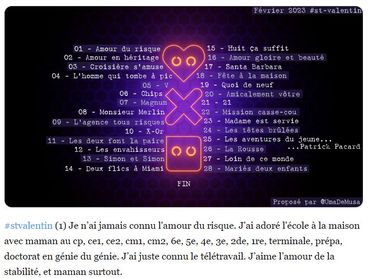 Février 2023 #st-valentin
01 - Amour du risque
02 - Amour en héritage
03 - Croisière s'amuse
04 - L'homme qui tombe à pic
05 - V
06 - Chips
07 - Magnum
08 - Monsieur Merlin
09 - L'agence tous risques
10 - X-Or
11 - Les deux font la paire
12 - Les envahisseurs
13 - Simon et Simon
14 - Deux flics à Miami
15 - Huit ça suffit
16 - Amour gloire et beauté
17 - Santa Barbara
18 - Fête à la maison
19 - Quoi de neuf
20 - Amicalement vôtre
21 - 21
22 - Mission casse-cou
23 - Madame est servie
24 - Les têtes brûlées
25 - Les aventures du jeune...
...Patrick Pacard
26 - La Rousse
27 - Loin de ce monde
28 - Mariés deux enfants
FIN
Proposé par @UmaDeMusa
#stvalentin (1) Je n'ai jamais connu l'amour du risque. J'ai adoré l'école à la maison
avec maman au cp, ce1, ce2, cm1, cm2, 6e, 5e, 4e, 3e, 2de, 1re, terminale, prépa,
doctorat en génie du génie. J'ai juste connu le télétravail. J'aime l'amour de la
stabilité, et maman surtout.